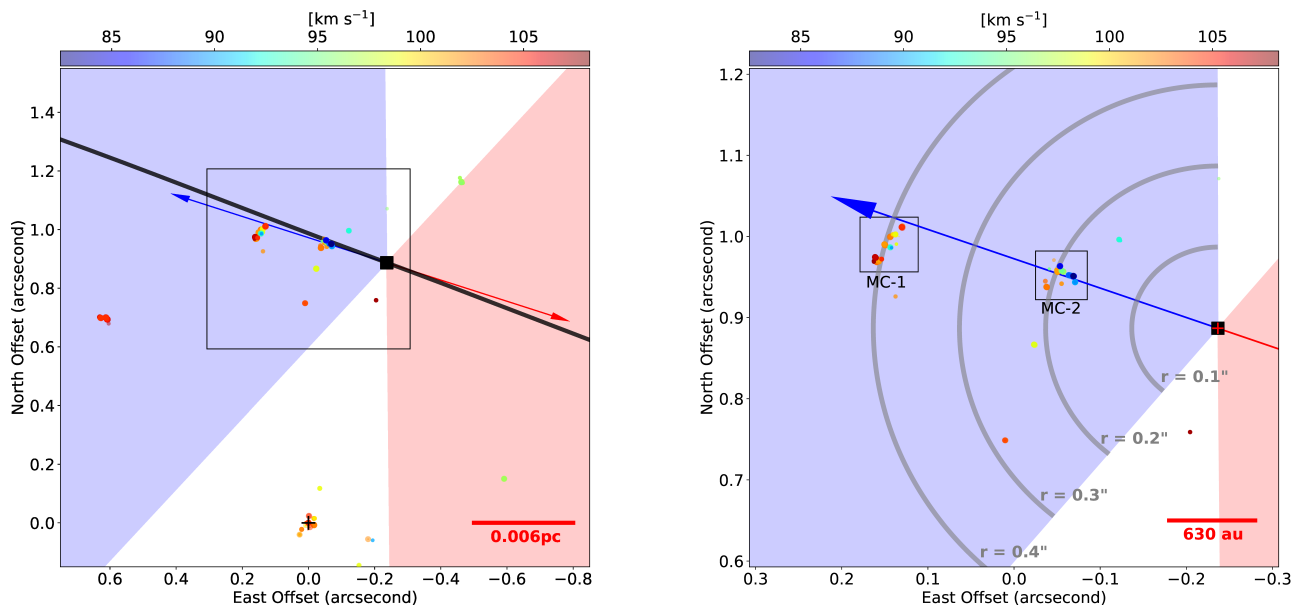 [km s⁻¹]
85 90 95 100 105
1.4
1.2
1.0
0.8
0.6
0.4
0.2
0.0
North Offset (arcsecond)
0.006pc
0.6 0.4 0.2 0.0 −0.2 −0.4 −0.6 −0.8
East Offset (arcsecond)
[km s⁻¹]
85 90 95 100 105
1.2
1.1
1.0
0.9
0.8
0.7
0.6
North Offset (arcsecond)
MC-1
MC-2
r = 0.1"
r = 0.2"
r = 0.3"
r = 0.4"
630 au
0.3 0.2 0.1 0.0 −0.1 −0.2 −0.3
East Offset (arcsecond)